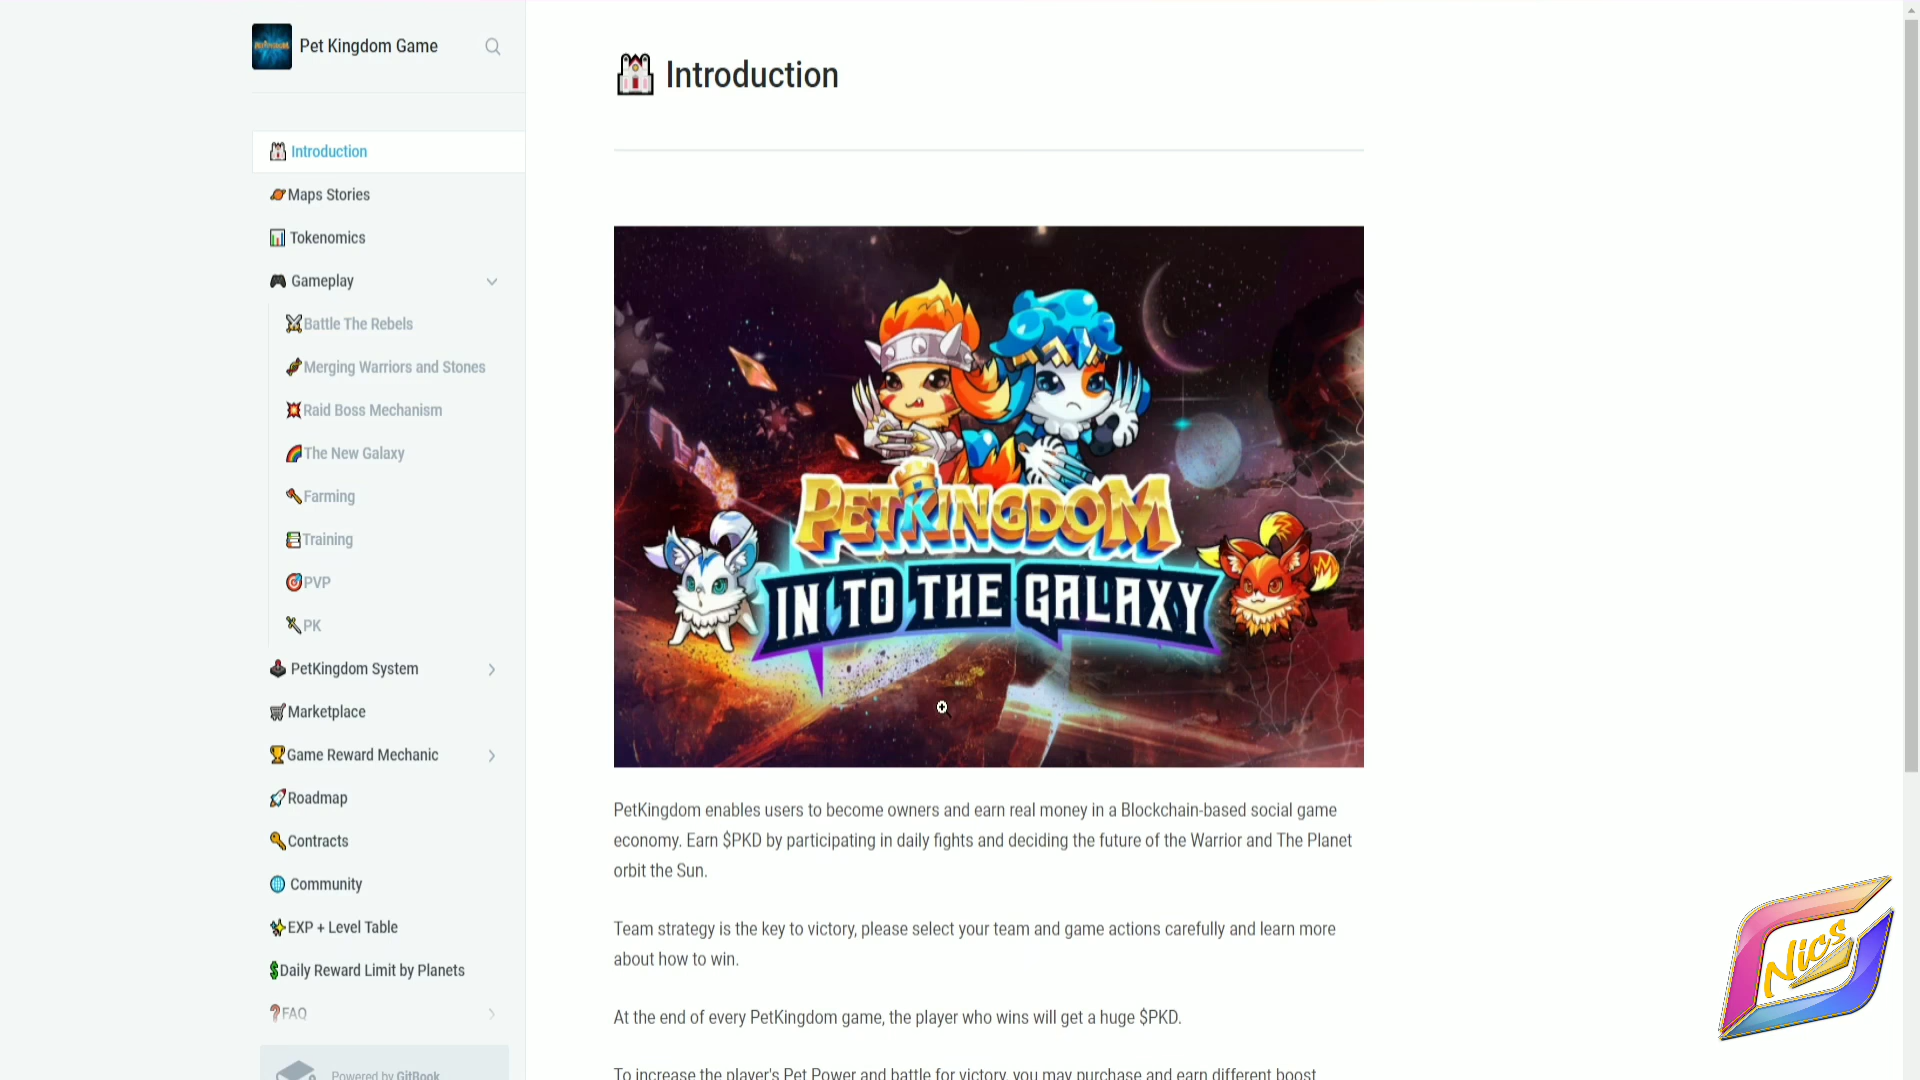 Pet Kingdom Game
Introduction
Maps Stories
Tokenomics
Gameplay
Battle The Rebels
Merging Warriors and Stones
Raid Boss Mechanism
The New Galaxy
Farming
Training
PVP
PK
PetKingdom System
Marketplace
Game Reward Mechanic
Roadmap
Contracts
Community
EXP + Level Table
Daily Reward Limit by Planets
FAQ
Powered by GitBook
Introduction
PETKINGDOM
IN TO THE GALAXY
PetKingdom enables users to become owners and earn real money in a Blockchain-based social game
economy. Earn $PKD by participating in daily fights and deciding the future of the Warrior and The Planet
orbit the Sun.
Team strategy is the key to victory, please select your team and game actions carefully and learn more
about how to win.
At the end of every PetKingdom game, the player who wins will get a huge $PKD.
To increase the player's Pet Power and battle for victory, you may purchase and earn different boost
Nics